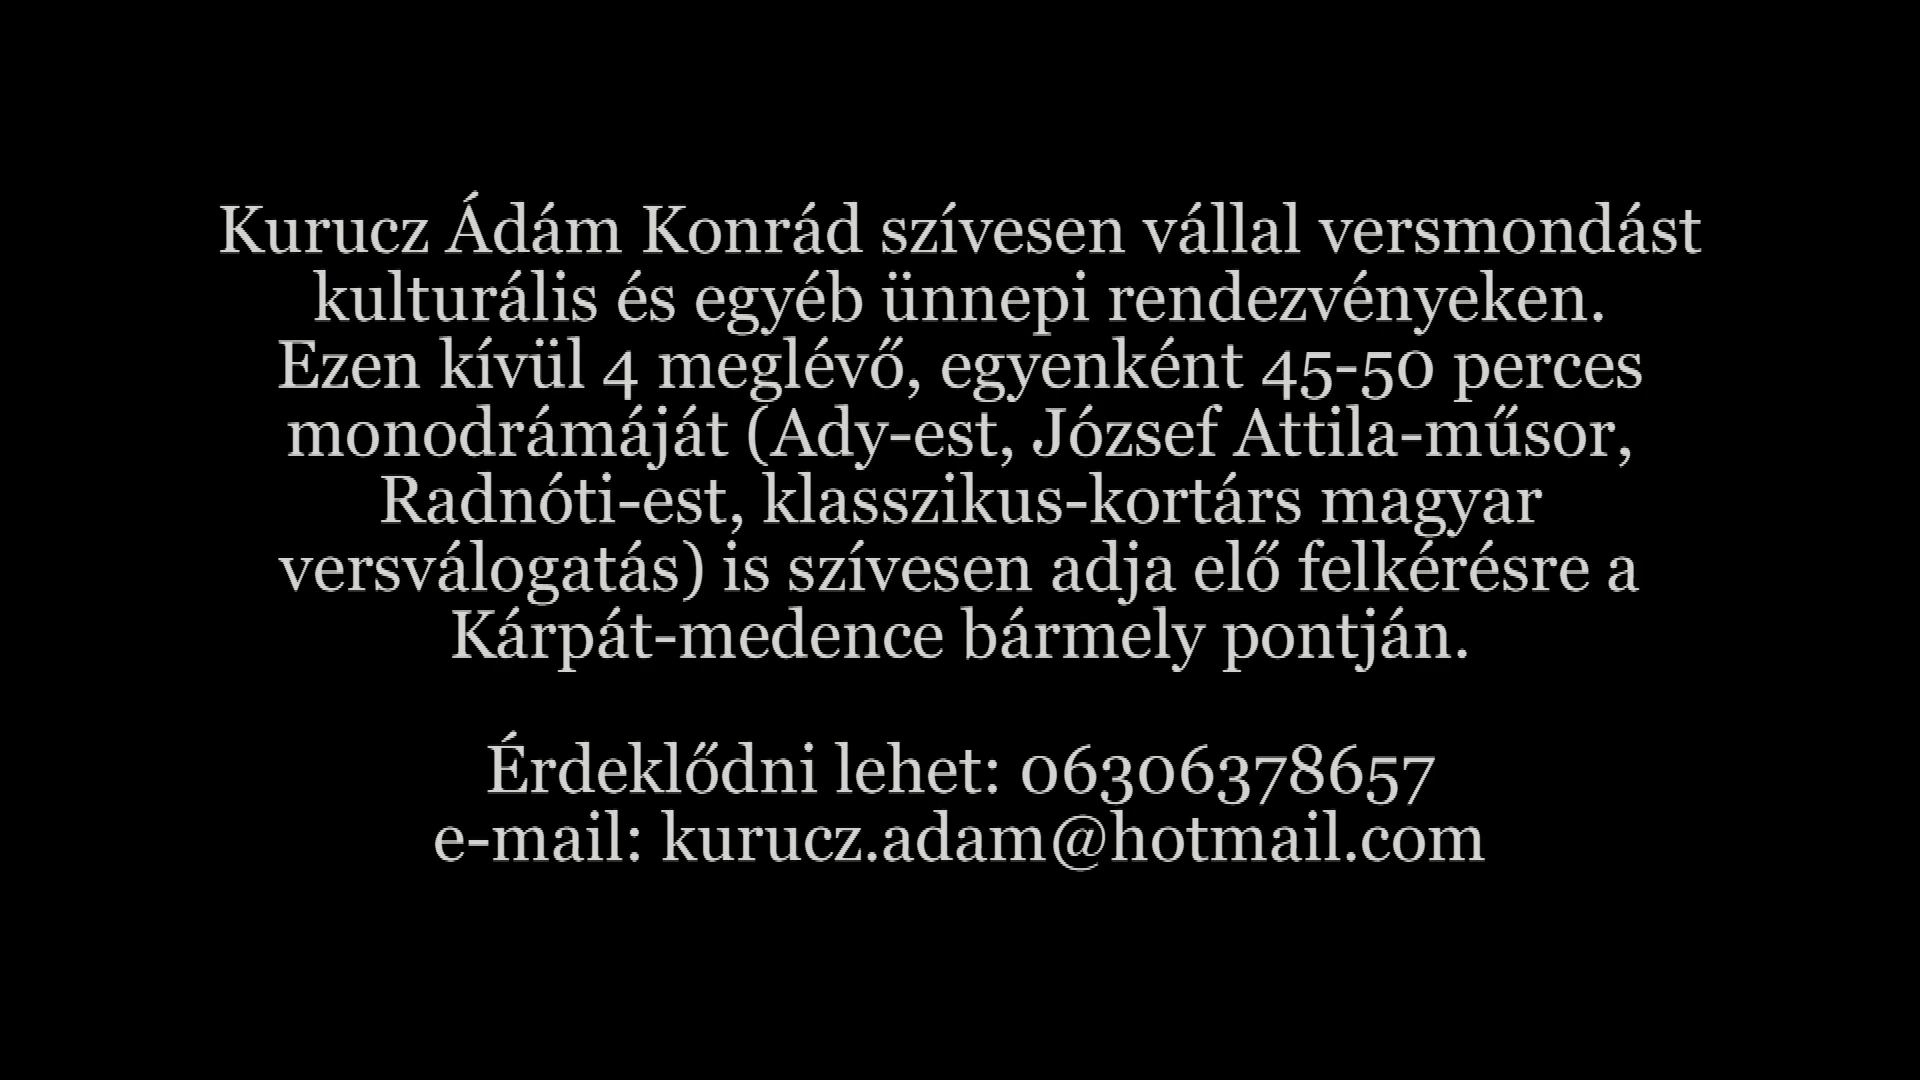 Kurucz Ádám Konrád szívesen vállal versmondást
kulturális és egyéb ünnepi rendezvényeken.
Ezen kívül 4 meglévő, egyenként 45-50 perces
monodrámáját (Ady-est, József Attila-műsor,
Radnóti-est, klasszikus-kortárs magyar
versválogatás) is szívesen adja elő felkérésre a
Kárpát-medence bármely pontján.
Érdeklődni lehet: 06306378657
e-mail: kurucz.adam@hotmail.com